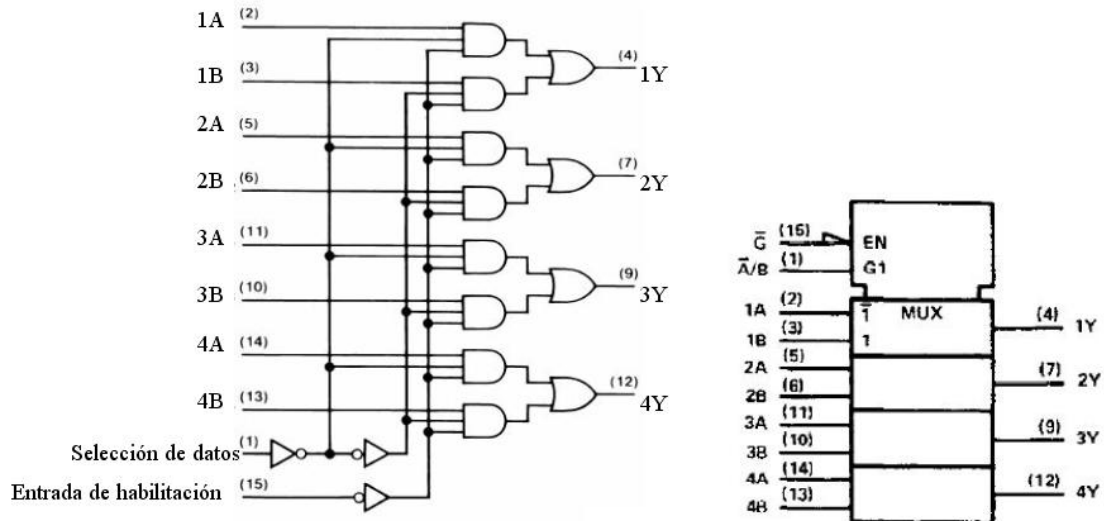 1A (2)
1B (3)
2A (5)
2B (6)
3A (11)
3B (10)
4A (14)
4B (13)
Selección de datos (1)
Entrada de habilitación (15)
(4) 1Y
(7) 2Y
(9) 3Y
(12) 4Y
G̅ (15) EN
A̅/B (1) G1
MUX
1A (2) 1̅
1B (3) 1
2A (5)
2B (6)
3A (11)
3B (10)
4A (14)
4B (13)
(4) 1Y
(7) 2Y
(9) 3Y
(12) 4Y